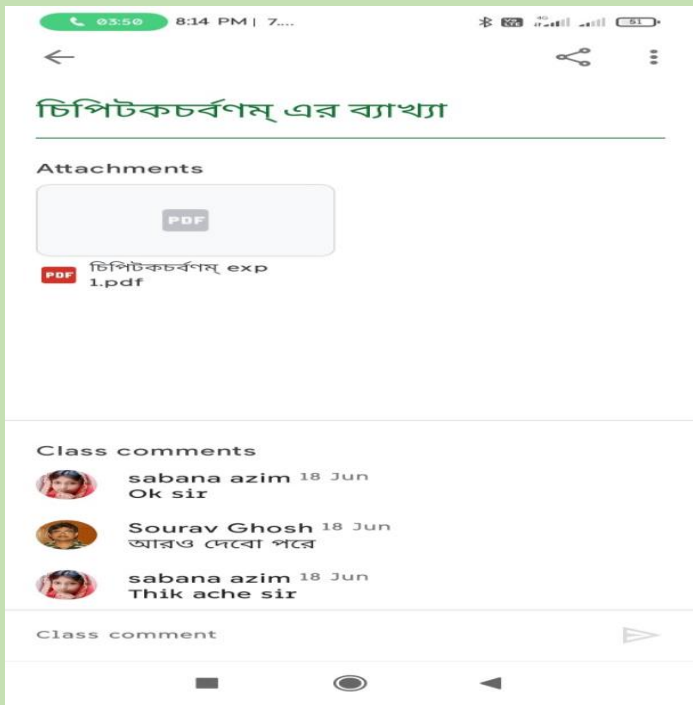 03:50 8:14 PM | 7.... 4G 51
চিপিটকচর্বণম্ এর ব্যাখ্যা
Attachments
PDF
PDF চিপিটকচর্বণম্ exp
1.pdf
Class comments
sabana azim 18 Jun
Ok sir
Sourav Ghosh 18 Jun
আরও দেবো পরে
sabana azim 18 Jun
Thik ache sir
Class comment